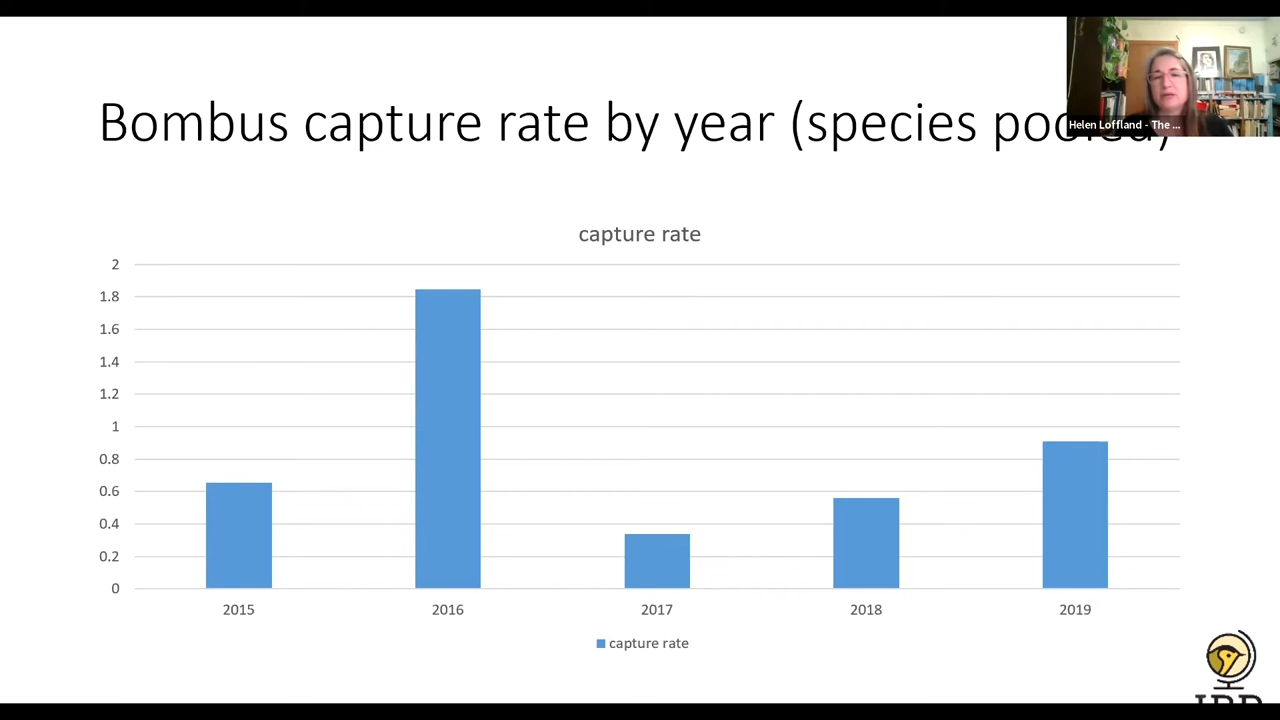 Bombus capture rate by year (species pooled)
Helen Loffland - The ...
capture rate
2
1.8
1.6
1.4
1.2
1
0.8
0.6
0.4
0.2
0
2015 2016 2017 2018 2019
capture rate
IBP